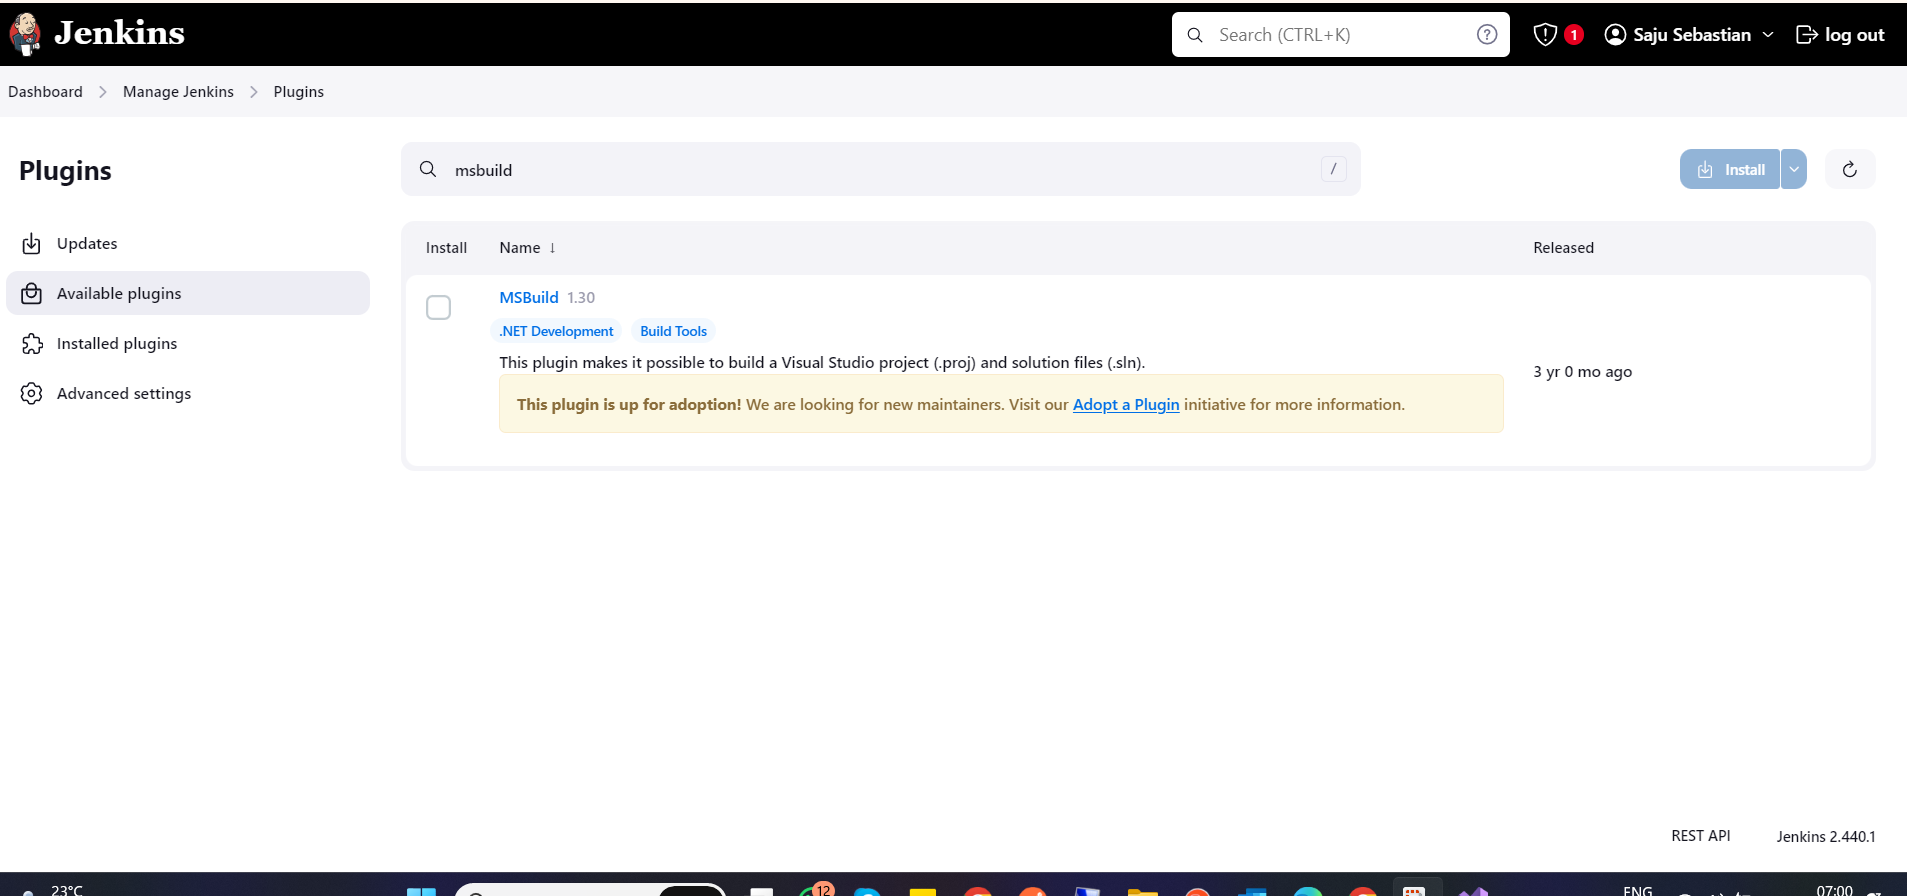 Jenkins
Search (CTRL+K)
?
1
Saju Sebastian
log out
Dashboard > Manage Jenkins > Plugins
Plugins
msbuild
/
Install
Updates
Available plugins
Installed plugins
Advanced settings
Install Name ↓ Released
MSBuild 1.30
.NET Development Build Tools
This plugin makes it possible to build a Visual Studio project (.proj) and solution files (.sln).
3 yr 0 mo ago
This plugin is up for adoption! We are looking for new maintainers. Visit our Adopt a Plugin initiative for more information.
REST API Jenkins 2.440.1
23°C
12
ENG
07:00